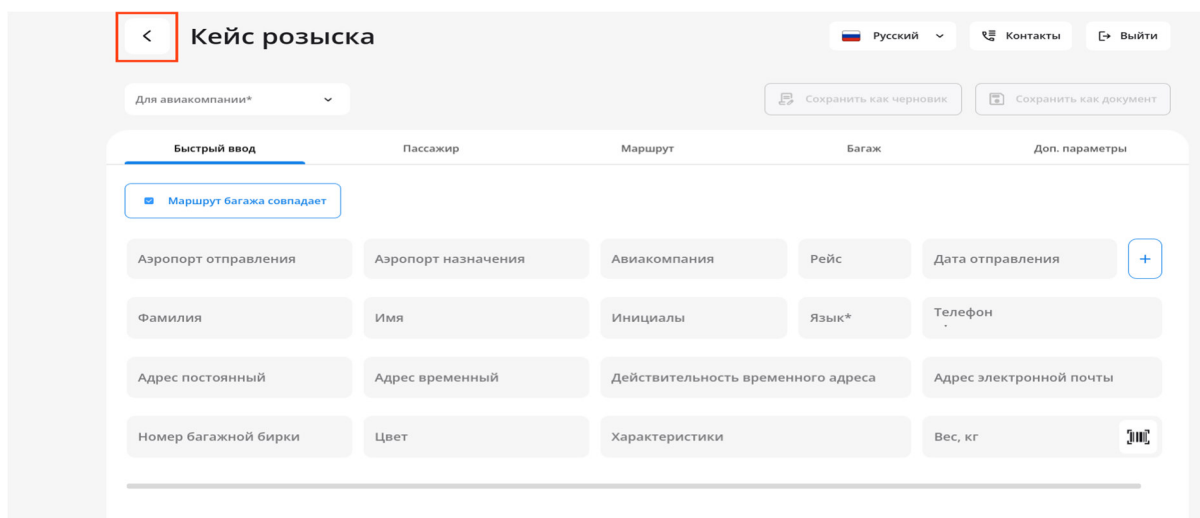 Кейс розыска
Русский
Контакты
Выйти
Для авиакомпании*
Сохранить как черновик
Сохранить как документ
Быстрый ввод
Пассажир
Маршрут
Багаж
Доп. параметры
Маршрут багажа совпадает
Аэропорт отправления
Аэропорт назначения
Авиакомпания
Рейс
Дата отправления
Фамилия
Имя
Инициалы
Язык*
Телефон
Адрес постоянный
Адрес временный
Действительность временного адреса
Адрес электронной почты
Номер багажной бирки
Цвет
Характеристики
Вес, кг